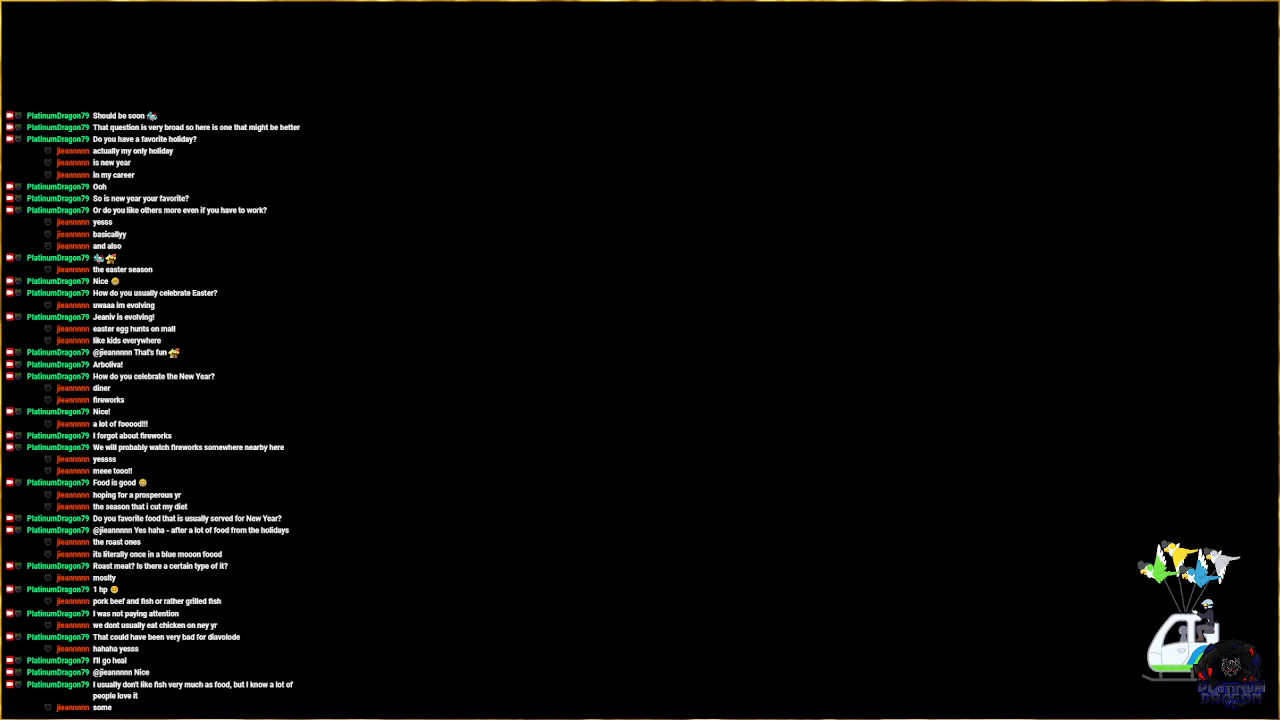 PlatinumDragon79 Should be soon
PlatinumDragon79 That question is very broad so here is one that might be better
PlatinumDragon79 Do you have a favorite holiday?
jieannnnn actually my only holiday
jieannnnn is new year
jieannnnn in my career
PlatinumDragon79 Ooh
PlatinumDragon79 So is new year your favorite?
PlatinumDragon79 Or do you like others more even if you have to work?
jieannnnn yesss
jieannnnn basicallyy
jieannnnn and also
PlatinumDragon79
jieannnnn the easter season
PlatinumDragon79 Nice
PlatinumDragon79 How do you usually celebrate Easter?
jieannnnn uwaaa im evolving
PlatinumDragon79 Jeaniv is evolving!
jieannnnn easter egg hunts on mall
jieannnnn like kids everywhere
PlatinumDragon79 @jieannnnn That's fun
PlatinumDragon79 Arboliva!
PlatinumDragon79 How do you celebrate the New Year?
jieannnnn diner
jieannnnn fireworks
PlatinumDragon79 Nice!
jieannnnn a lot of fooood!!!
PlatinumDragon79 I forgot about fireworks
PlatinumDragon79 We will probably watch fireworks somewhere nearby here
jieannnnn yessss
jieannnnn meee tooo!!
PlatinumDragon79 Food is good
jieannnnn hoping for a prosperous yr
jieannnnn the season that i cut my diet
PlatinumDragon79 Do you favorite food that is usually served for New Year?
PlatinumDragon79 @jieannnnn Yes haha - after a lot of food from the holidays
jieannnnn the roast ones
jieannnnn its literally once in a blue mooon foood
PlatinumDragon79 Roast meat? Is there a certain type of it?
jieannnnn moslty
PlatinumDragon79 1 hp
jieannnnn pork beef and fish or rather grilled fish
PlatinumDragon79 I was not paying attention
jieannnnn we dont usually eat chicken on ney yr
PlatinumDragon79 That could have been very bad for diavolode
jieannnnn hahaha yesss
PlatinumDragon79 I'll go heal
PlatinumDragon79 @jieannnnn Nice
PlatinumDragon79 I usually don't like fish very much as food, but I know a lot of
people love it
jieannnnn some
PLATINUM
DRAGON